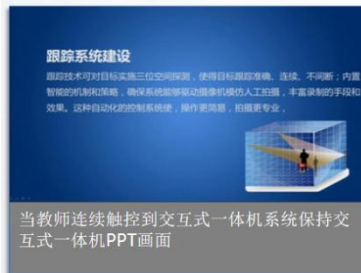 跟踪系统建设
跟踪技术可对目标实施三位空间探测，使得目标跟踪准确、连续、不间断；内置
智能的机制和策略，确保系统能够驱动摄像机模仿人工拍摄，丰富录制的手段和
效果。这种自动化的控制系统使，操作更简易，拍摄更专业，
当教师连续触控到交互式一体机系统保持交
互式一体机PPT画面